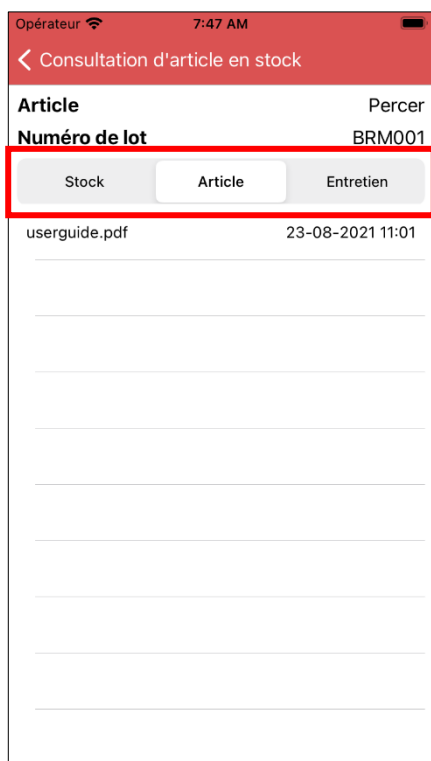 Opérateur 7:47 AM
Consultation d'article en stock
Article Percer
Numéro de lot BRM001
Stock Article Entretien
userguide.pdf 23-08-2021 11:01